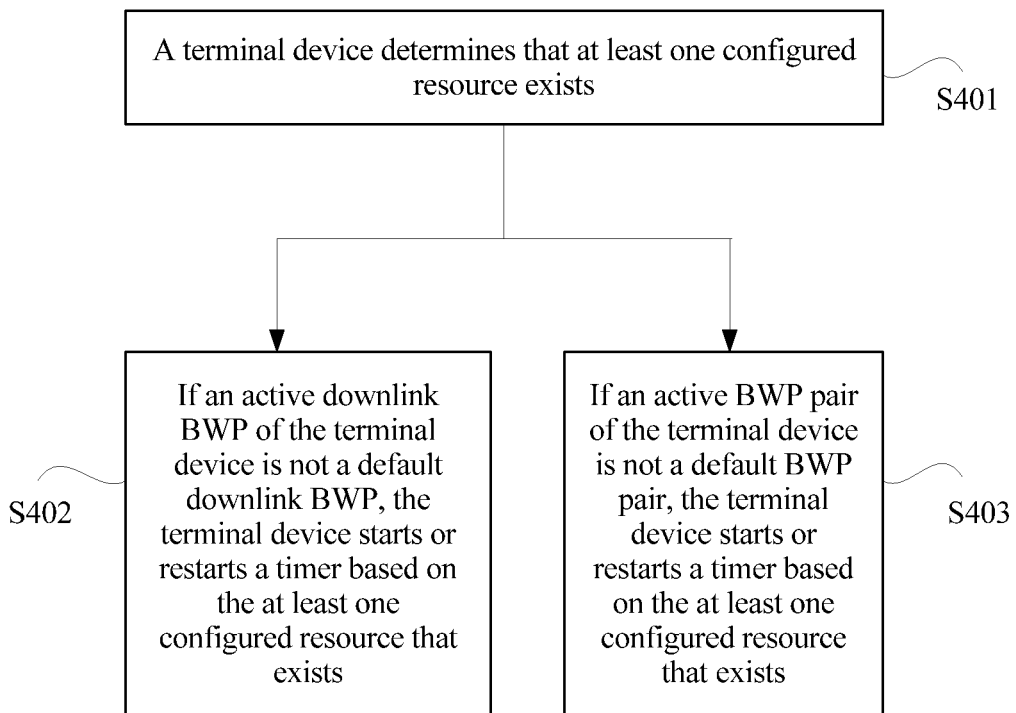 A terminal device determines that at least one configured
resource exists
S401
If an active downlink
BWP of the terminal
device is not a default
downlink BWP, the
terminal device starts or
restarts a timer based on
the at least one
configured resource that
exists
S402
If an active BWP pair
of the terminal device
is not a default BWP
pair, the terminal
device starts or
restarts a timer based
on the at least one
configured resource
that exists
S403